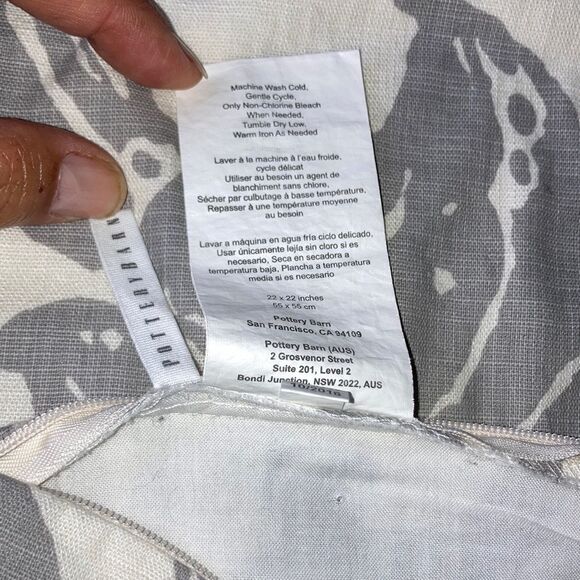 Machine Wash Cold,
Gentle Cycle,
Only Non-Chlorine Bleach
When Needed,
Tumble Dry Low,
Warm Iron As Needed
Laver à la machine à l'eau froide,
cycle délicat
Utiliser au besoin un agent de
blanchiment sans chlore,
Sécher par culbutage à basse température.
Repasser à une température moyenne
au besoin
Lavar a máquina en agua fría ciclo delicado,
Usar únicamente lejía sin cloro si es
necesario, Seca en secadora a
temperatura baja, Plancha a temperatura
media si es necesario
22 x 22 inches
55 x 55 cm
Pottery Barn
San Francisco, CA 94109
Pottery Barn (AUS)
2 Grosvenor Street
Suite 201, Level 2
Bondi Junction, NSW 2022, AUS
10/2016
POTTERYBARN